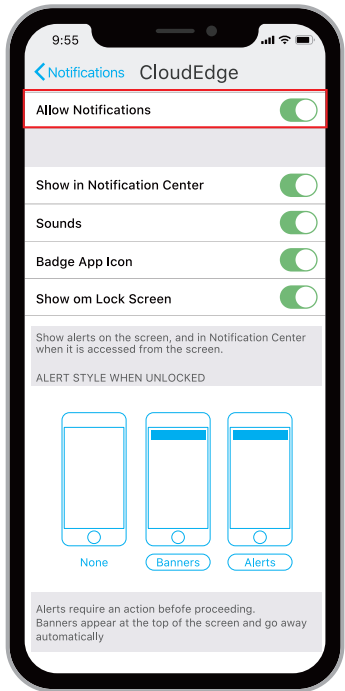 9:55
Notifications CloudEdge
Allow Notifications
Show in Notification Center
Sounds
Badge App Icon
Show om Lock Screen
Show alerts on the screen, and in Notification Center
when it is accessed from the screen.
ALERT STYLE WHEN UNLOCKED
None Banners Alerts
Alerts require an action befofe proceeding.
Banners appear at the top of the screen and go away
automatically